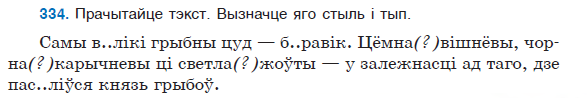 334. Прачытайце тэкст. Вызначце яго стыль і тып.
Самы в..лікі грыбны цуд — б..равік. Цёмна(?)вішнёвы, чор-
на(?)карычневы ці светла(?)жоўты — у залежнасці ад таго, дзе
пас..ліўся князь грыбоў.